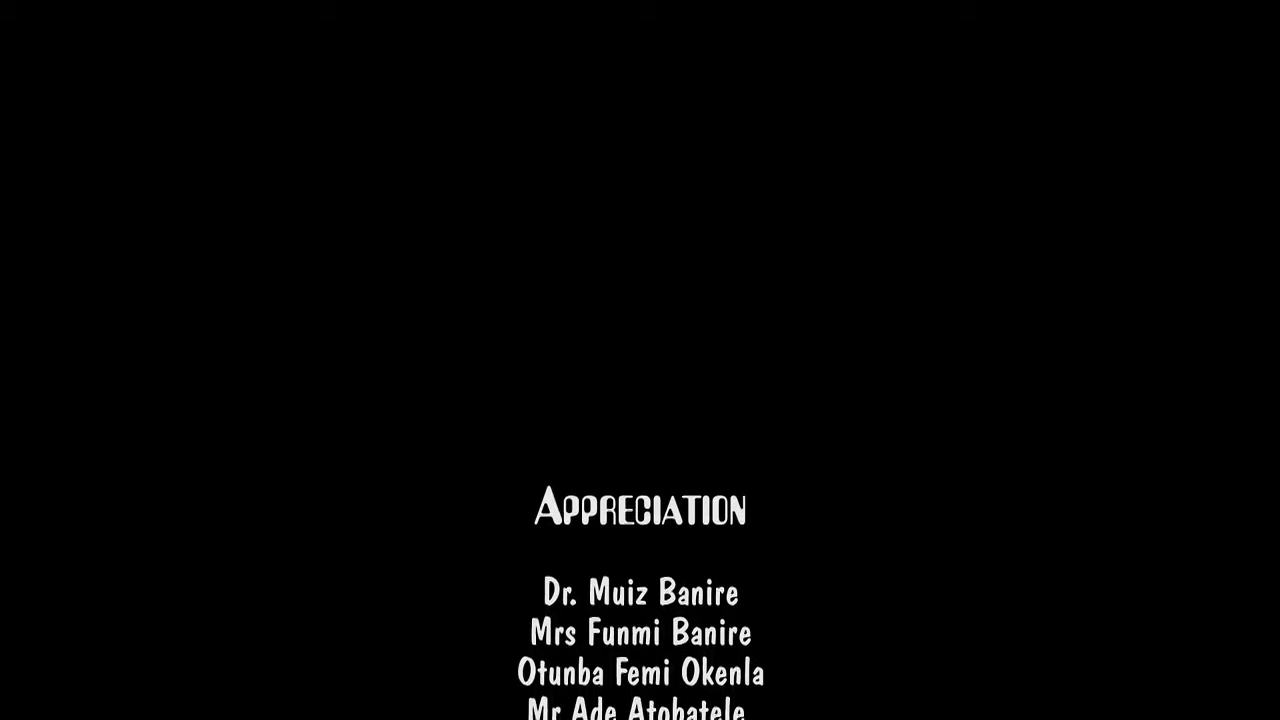 Appreciation
Dr. Muiz Banire
Mrs Funmi Banire
Otunba Femi Okenla
Mr Ade Atobatele